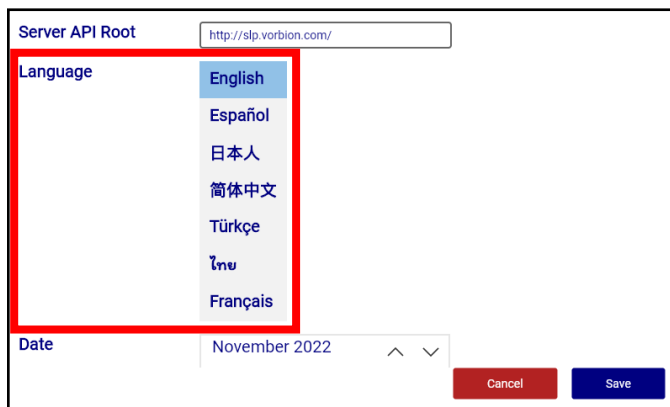 Server API Root
http://slp.vorbion.com/
Language
English
Español
日本人
简体中文
Türkçe
ไทย
Français
Date
November 2022
Cancel
Save